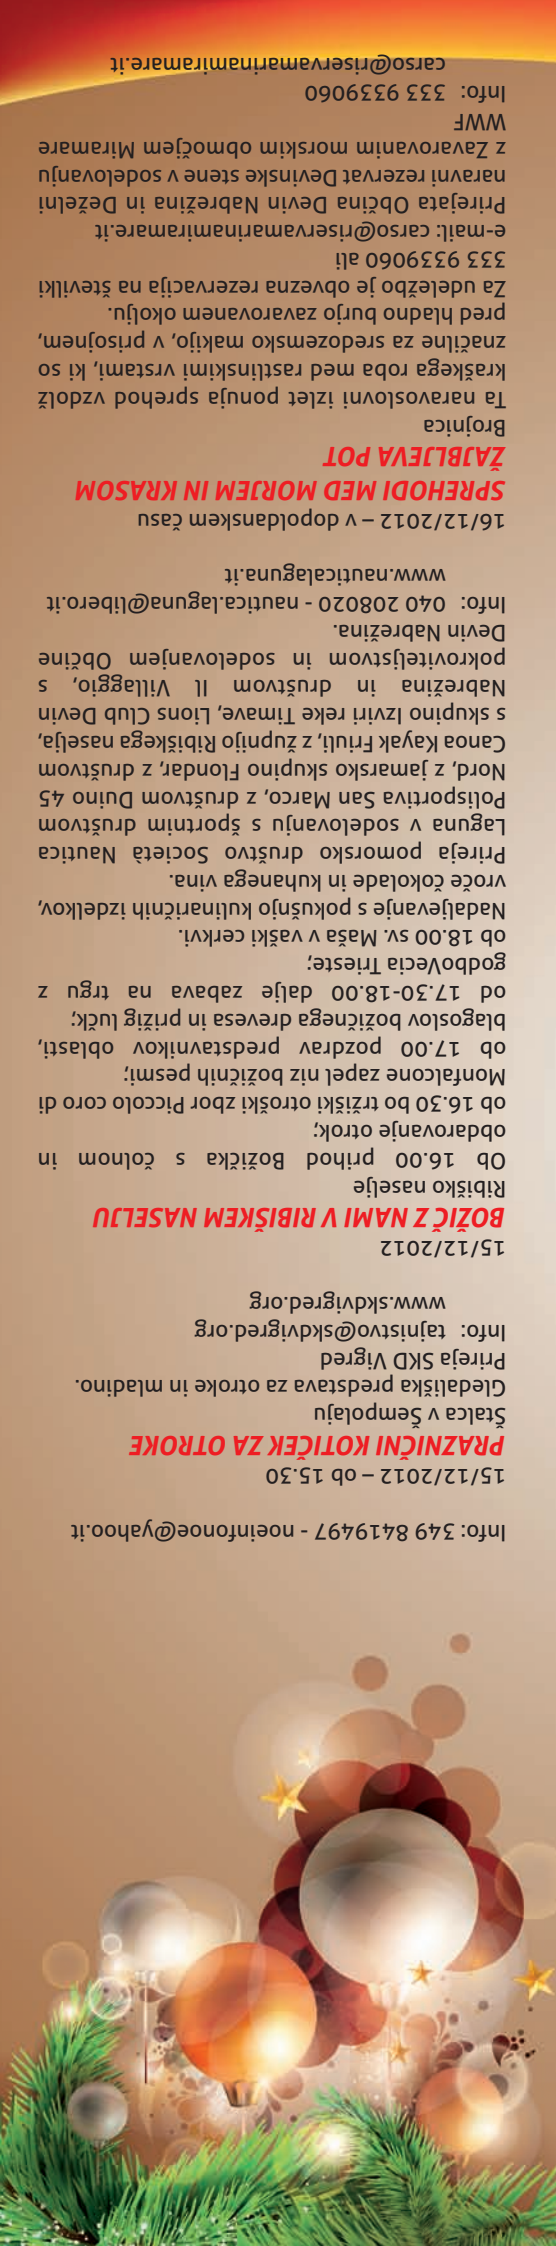 Info: 349 8419497 - noeinfonoe@yahoo.it
15/12/2012 – ob 15.30
PRAZNIČNI KOTIČEK ZA OTROKE
Štalca v Šempolaju
Gledališka predstava za otroke in mladino.
Prireja SKD Vigred
Info: tajnistvo@skdvigred.org
www.skdvigred.org
15/12/2012
BOŽIČ Z NAMI V RIBIŠKEM NASELJU
Ribiško naselje
Ob 16.00 prihod Božička s čolnom in
obdarovanje otrok;
ob 16.30 bo tržiški otroški zbor Piccolo coro di
Monfalcone zapel niz božičnih pesmi;
ob 17.00 pozdrav predstavnikov oblasti,
blagoslov božičnega drevesa in prižig lučk;
od 17.30-18.00 dalje zabava na trgu z
godboVecia Trieste;
ob 18.00 sv. Maša v vaški cerkvi.
Nadaljevanje s pokušnjo kulinaričnih izdelkov,
vroče čokolade in kuhanega vina.
Prireja pomorsko društvo Società Nautica
Laguna v sodelovanju s športnim društvom
Polisportiva San Marco, z društvom Duino 45
Nord, z jamarsko skupino Flondar, z društvom
Canoa Kayak Friuli, z župnijo Ribiškega naselja,
s skupino Izviri reke Timave, Lions Club Devin
Nabrežina in društvom Il Villaggio, s
pokroviteljstvom in sodelovanjem Občine
Devin Nabrežina.
Info: 040 208020 - nautica.laguna@libero.it
www.nauticalaguna.it
16/12/2012 – v dopoldanskem času
SPREHODI MED MORJEM IN KRASOM
ŽAJBLJEVA POT
Brojnica
Ta naravoslovni izlet ponuja sprehod vzdolž
kraškega roba med rastlinskimi vrstami, ki so
značilne za sredozemsko makijo, v prisojnem,
pred hladno burjo zavarovanem okolju.
Za udeležbo je obvezna rezervacija na številki
333 9339060 ali
e-mail: carso@riservamarinamiramare.it
Prirejata Občina Devin Nabrežina in Deželni
naravni rezervat Devinske stene v sodelovanju
z Zavarovanim morskim območjem Miramare
WWF
Info: 333 9339060
carso@riservamarinamiramare.it